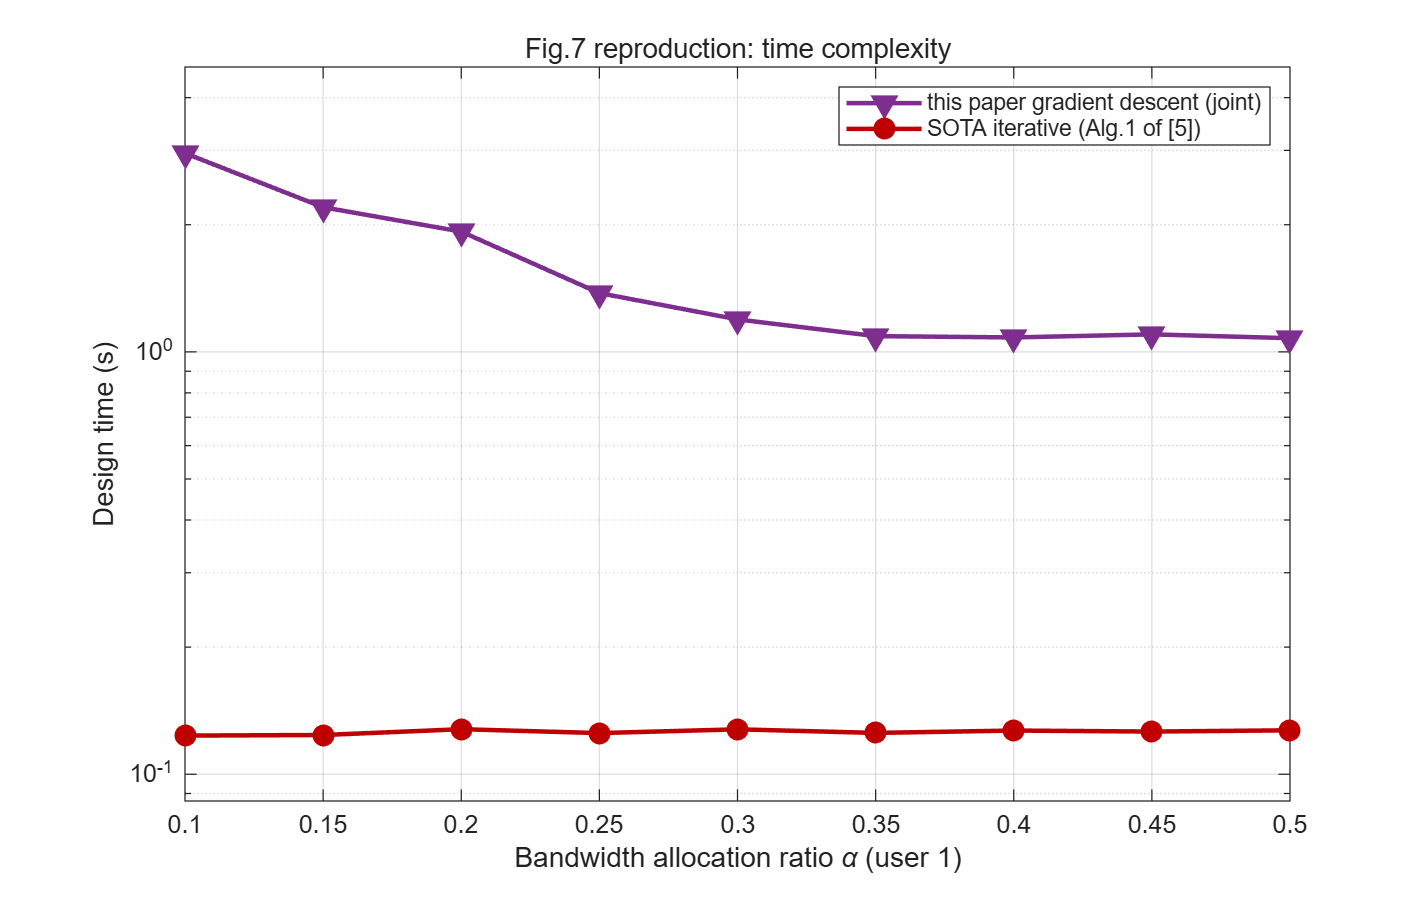 Fig.7 reproduction: time complexity
this paper gradient descent (joint)
SOTA iterative (Alg.1 of [5])
Design time (s)
10⁰
10⁻¹
0.1 0.15 0.2 0.25 0.3 0.35 0.4 0.45 0.5
Bandwidth allocation ratio α (user 1)